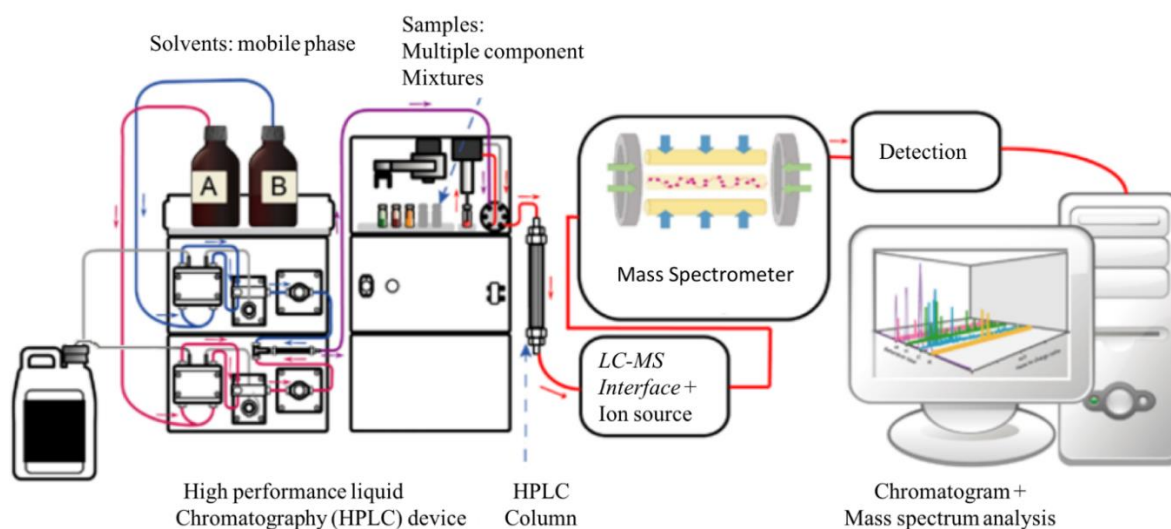 Solvents: mobile phase
Samples:
Multiple component
Mixtures
A
B
Mass Spectrometer
Detection
LC-MS
Interface +
Ion source
High performance liquid
Chromatography (HPLC) device
HPLC
Column
Chromatogram +
Mass spectrum analysis